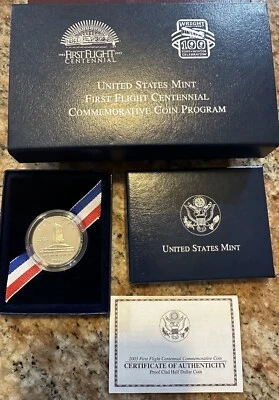 WRIGHT
100
FIRST FLIGHT
CENTENNIAL
UNITED STATES MINT
FIRST FLIGHT CENTENNIAL
COMMEMORATIVE COIN PROGRAM
UNITED STATES MINT
2003 First Flight Centennial Commemorative Coin
CERTIFICATE OF AUTHENTICITY
Proof Clad Half Dollar Coin